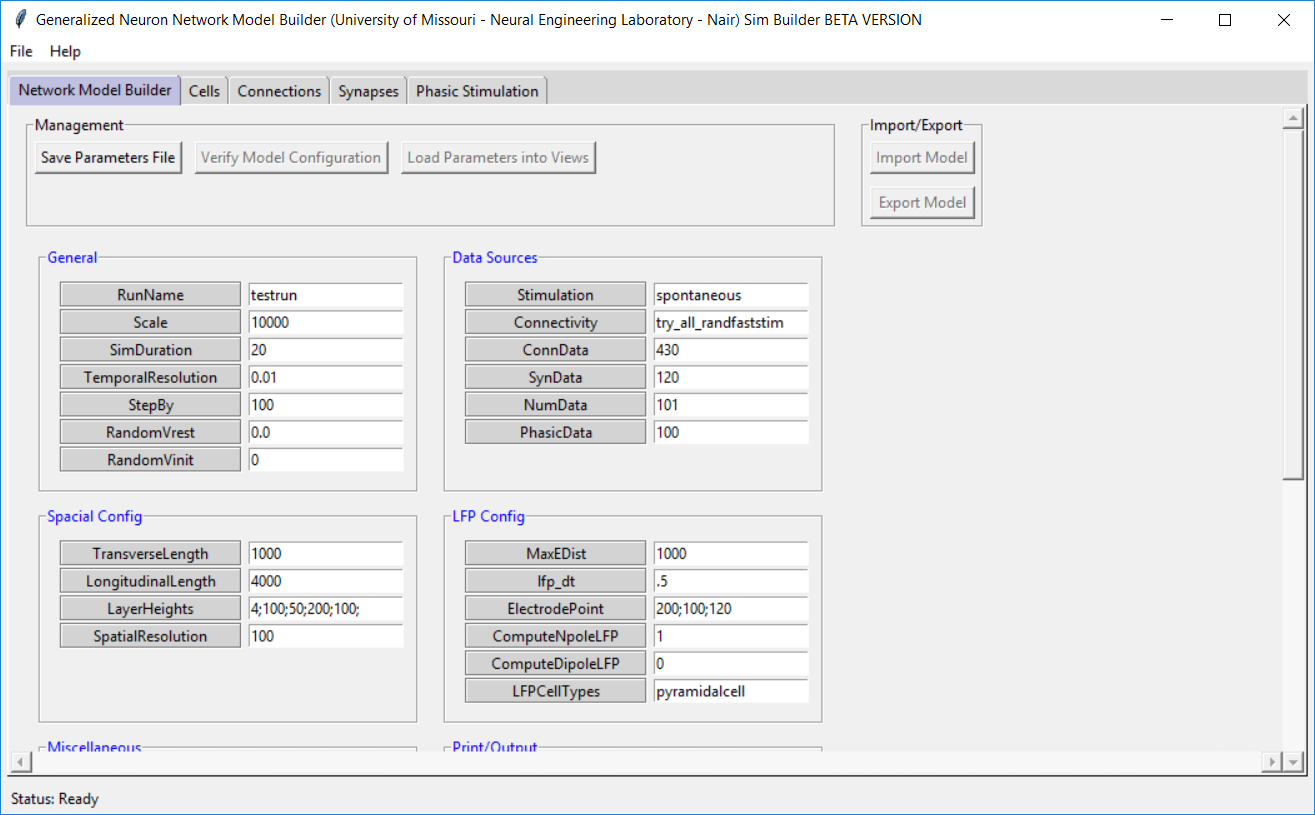 Generalized Neuron Network Model Builder (University of Missouri - Neural Engineering Laboratory - Nair) Sim Builder BETA VERSION
File Help
Network Model Builder Cells Connections Synapses Phasic Stimulation
Management
Save Parameters File Verify Model Configuration Load Parameters into Views
Import/Export
Import Model
Export Model
General
RunName testrun
Scale 10000
SimDuration 20
TemporalResolution 0.01
StepBy 100
RandomVrest 0.0
RandomVinit 0
Data Sources
Stimulation spontaneous
Connectivity try_all_randfaststim
ConnData 430
SynData 120
NumData 101
PhasicData 100
Spacial Config
TransverseLength 1000
LongitudinalLength 4000
LayerHeights 4;100;50;200;100;
SpatialResolution 100
LFP Config
MaxEDist 1000
lfp_dt .5
ElectrodePoint 200;100;120
ComputeNpoleLFP 1
ComputeDipoleLFP 0
LFPCellTypes pyramidalcell
Miscellaneous
Print/Output
Status: Ready